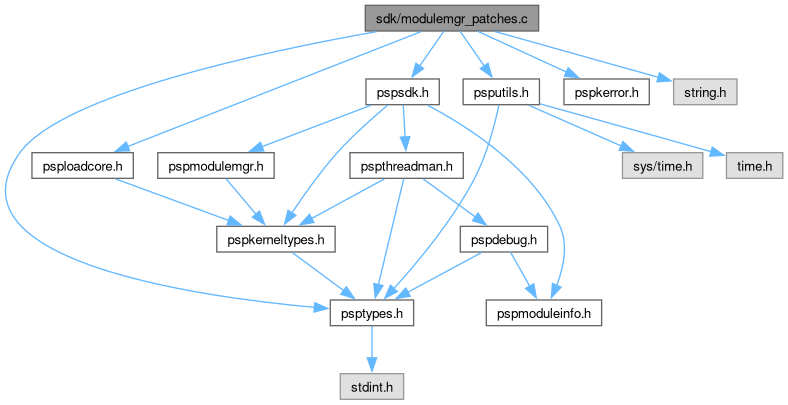 sdk/modulemgr_patches.c
pspsdk.h
psputils.h
pspkerror.h
string.h
psploadcore.h
pspmodulemgr.h
pspthreadman.h
sys/time.h
time.h
pspkerneltypes.h
pspdebug.h
psptypes.h
pspmoduleinfo.h
stdint.h